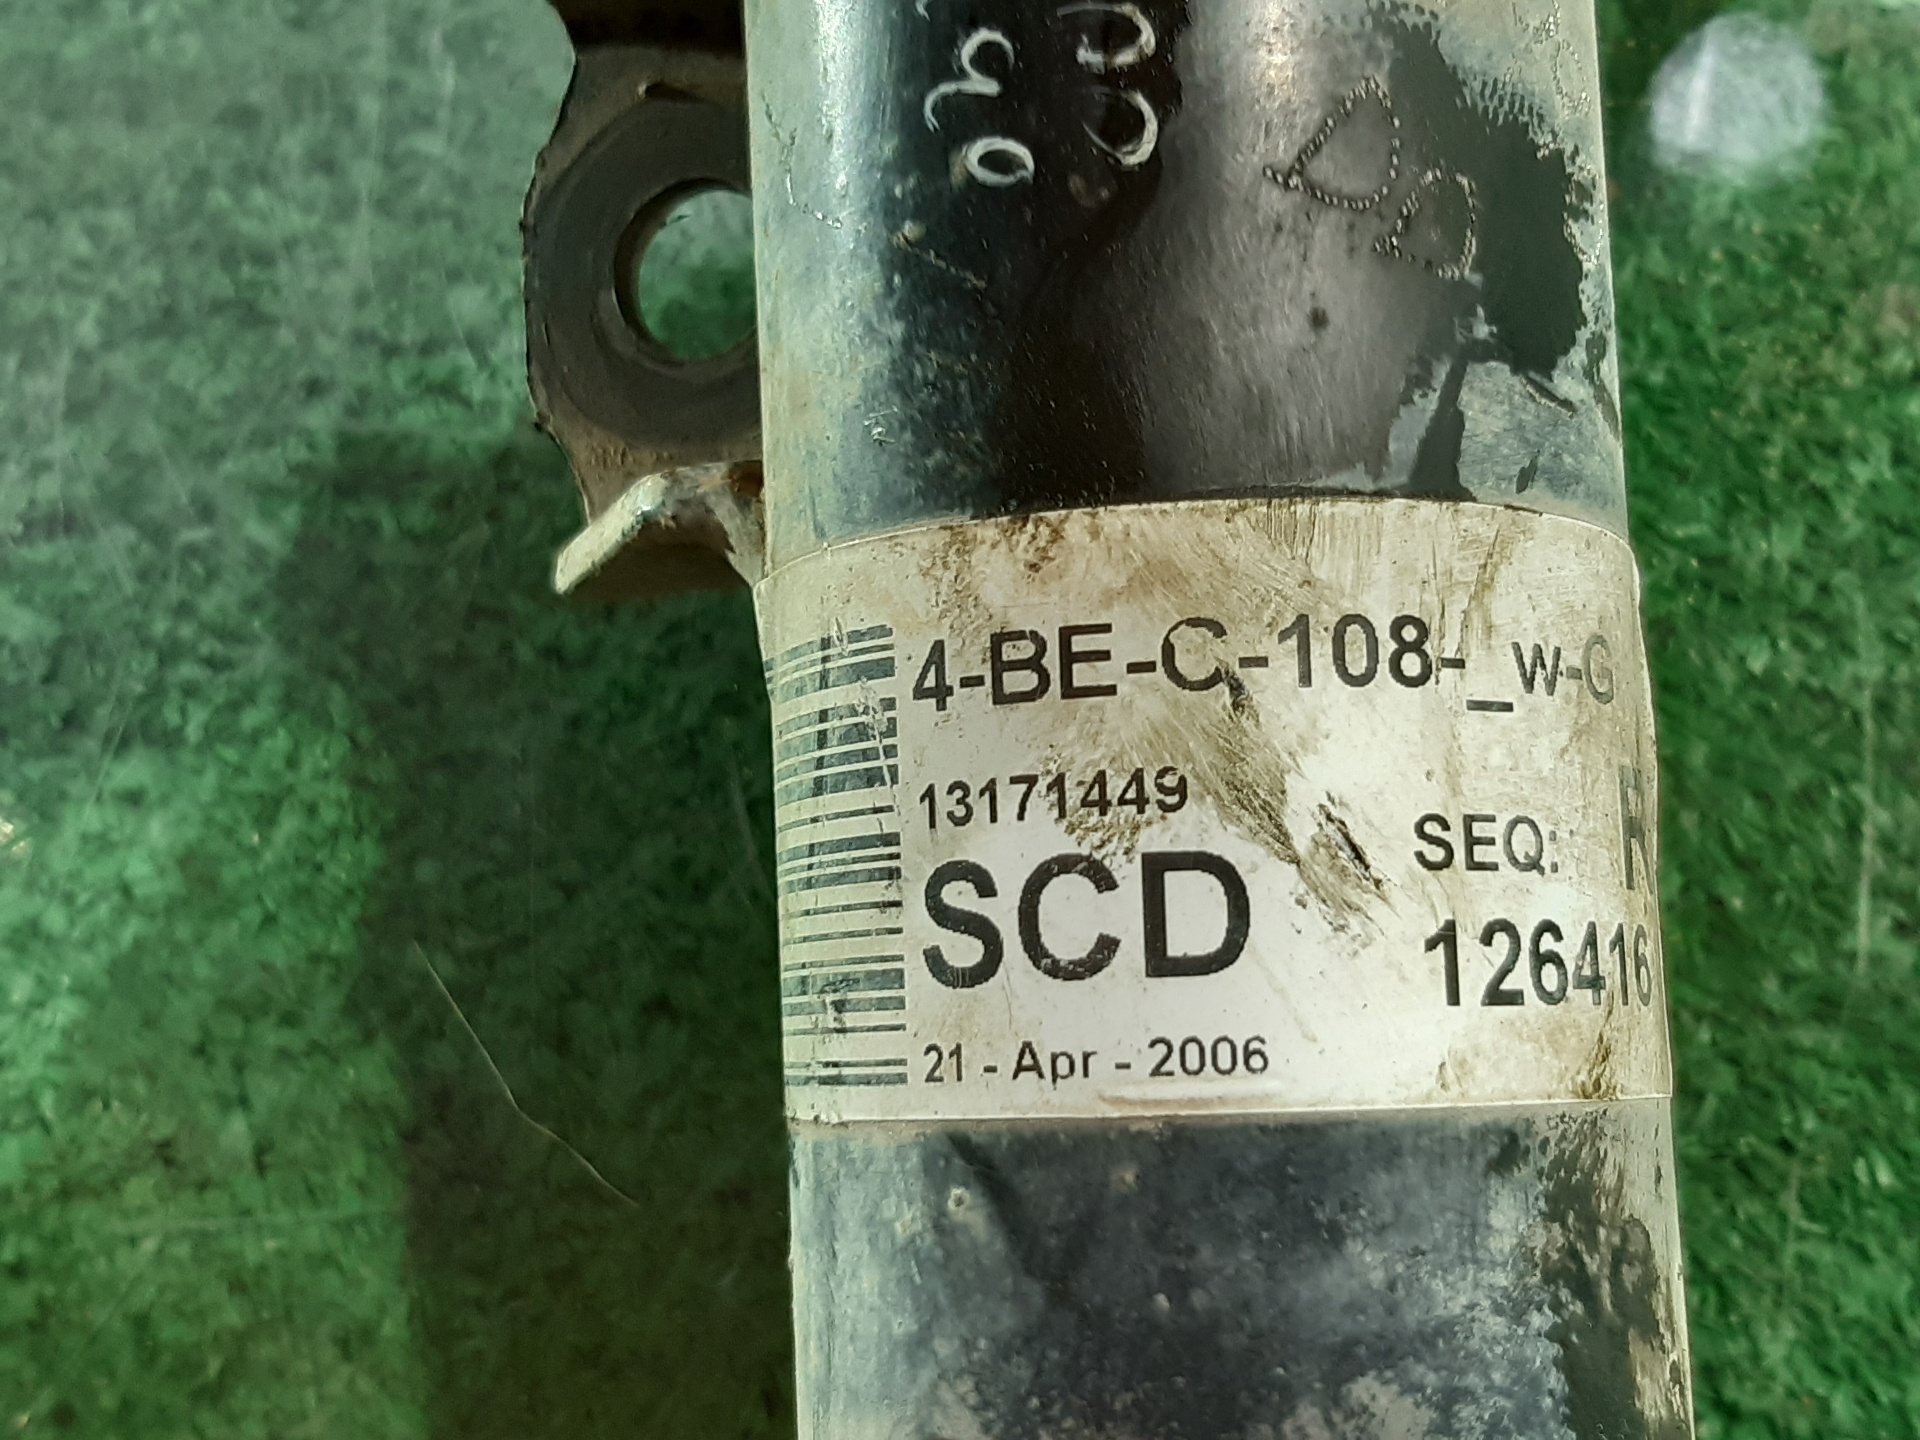 4-BE-C-108-_w-G
13171449
SEQ: R
SCD
126416
21 - Apr - 2006